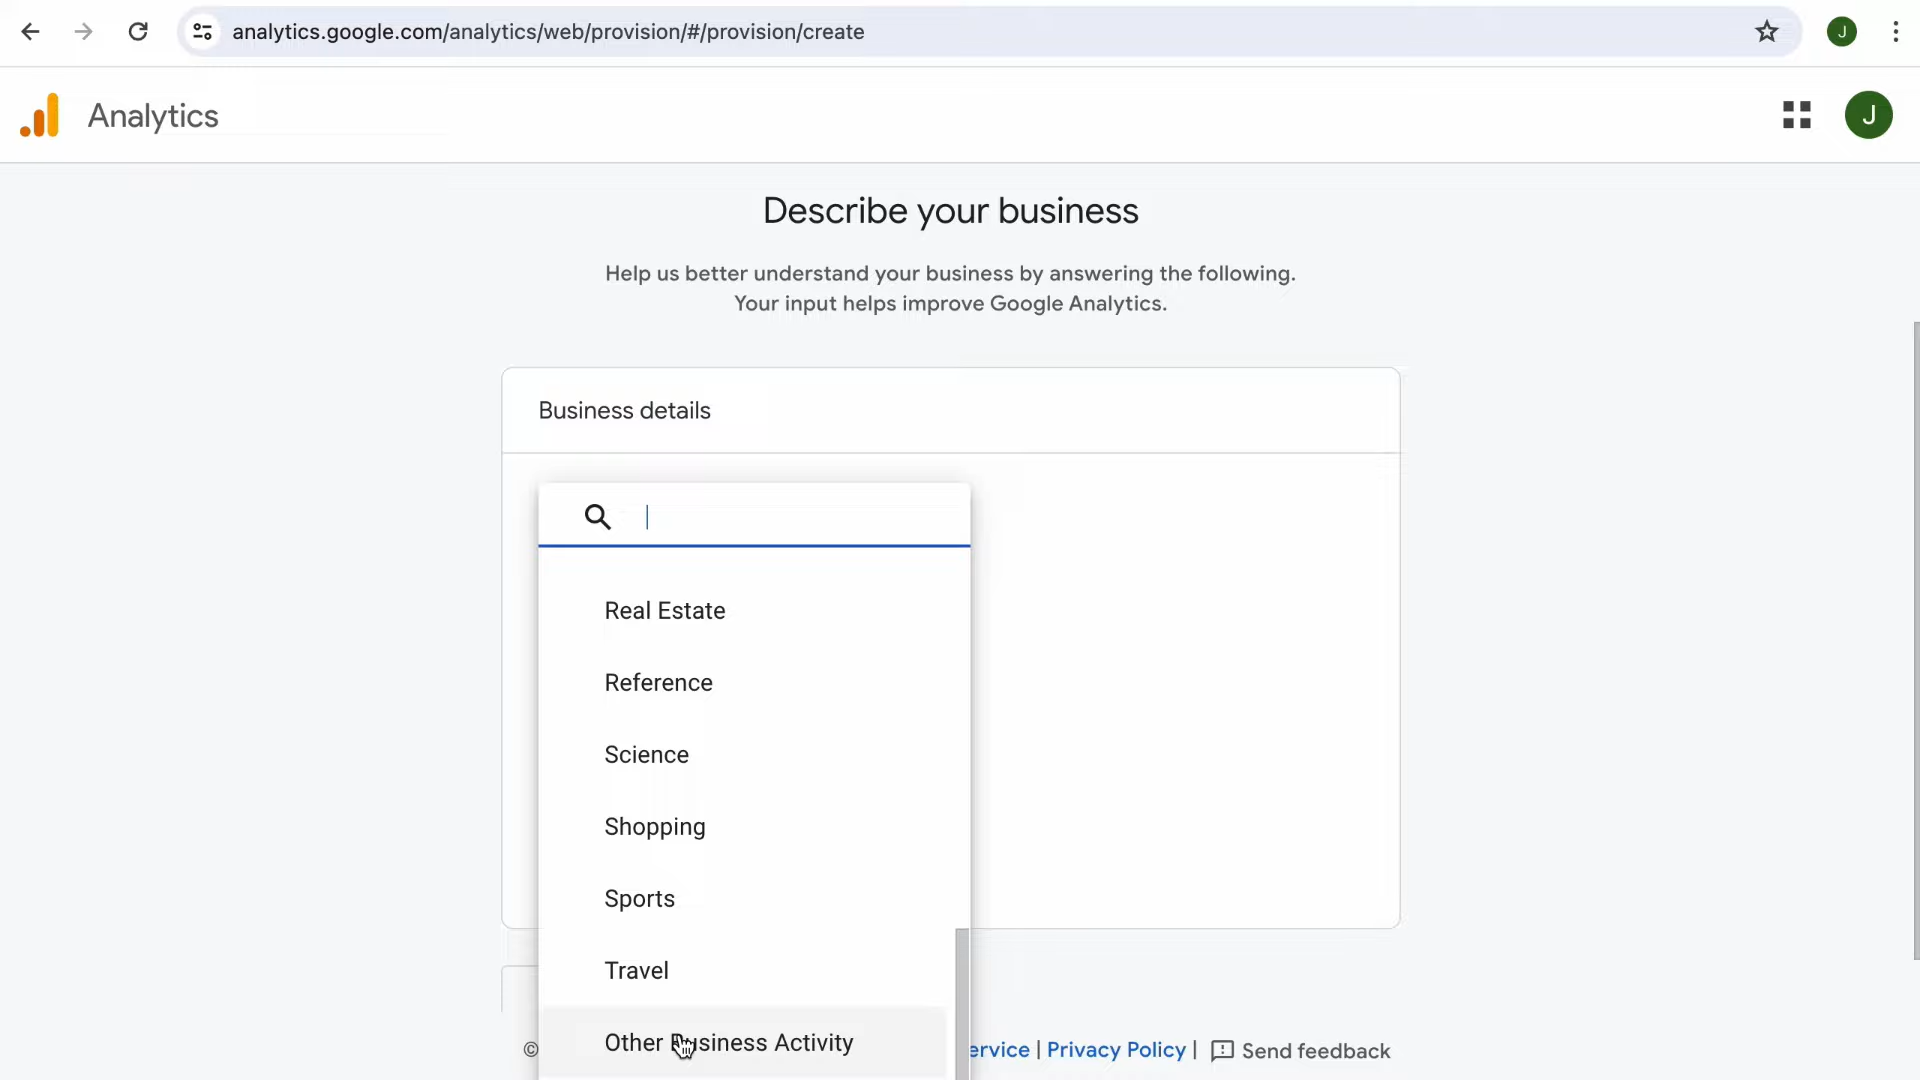 analytics.google.com/analytics/web/provision/#/provision/create
J
Analytics
J
Describe your business
Help us better understand your business by answering the following.
Your input helps improve Google Analytics.
Business details
Real Estate
Reference
Science
Shopping
Sports
Travel
Other Business Activity
© ervice | Privacy Policy | Send feedback